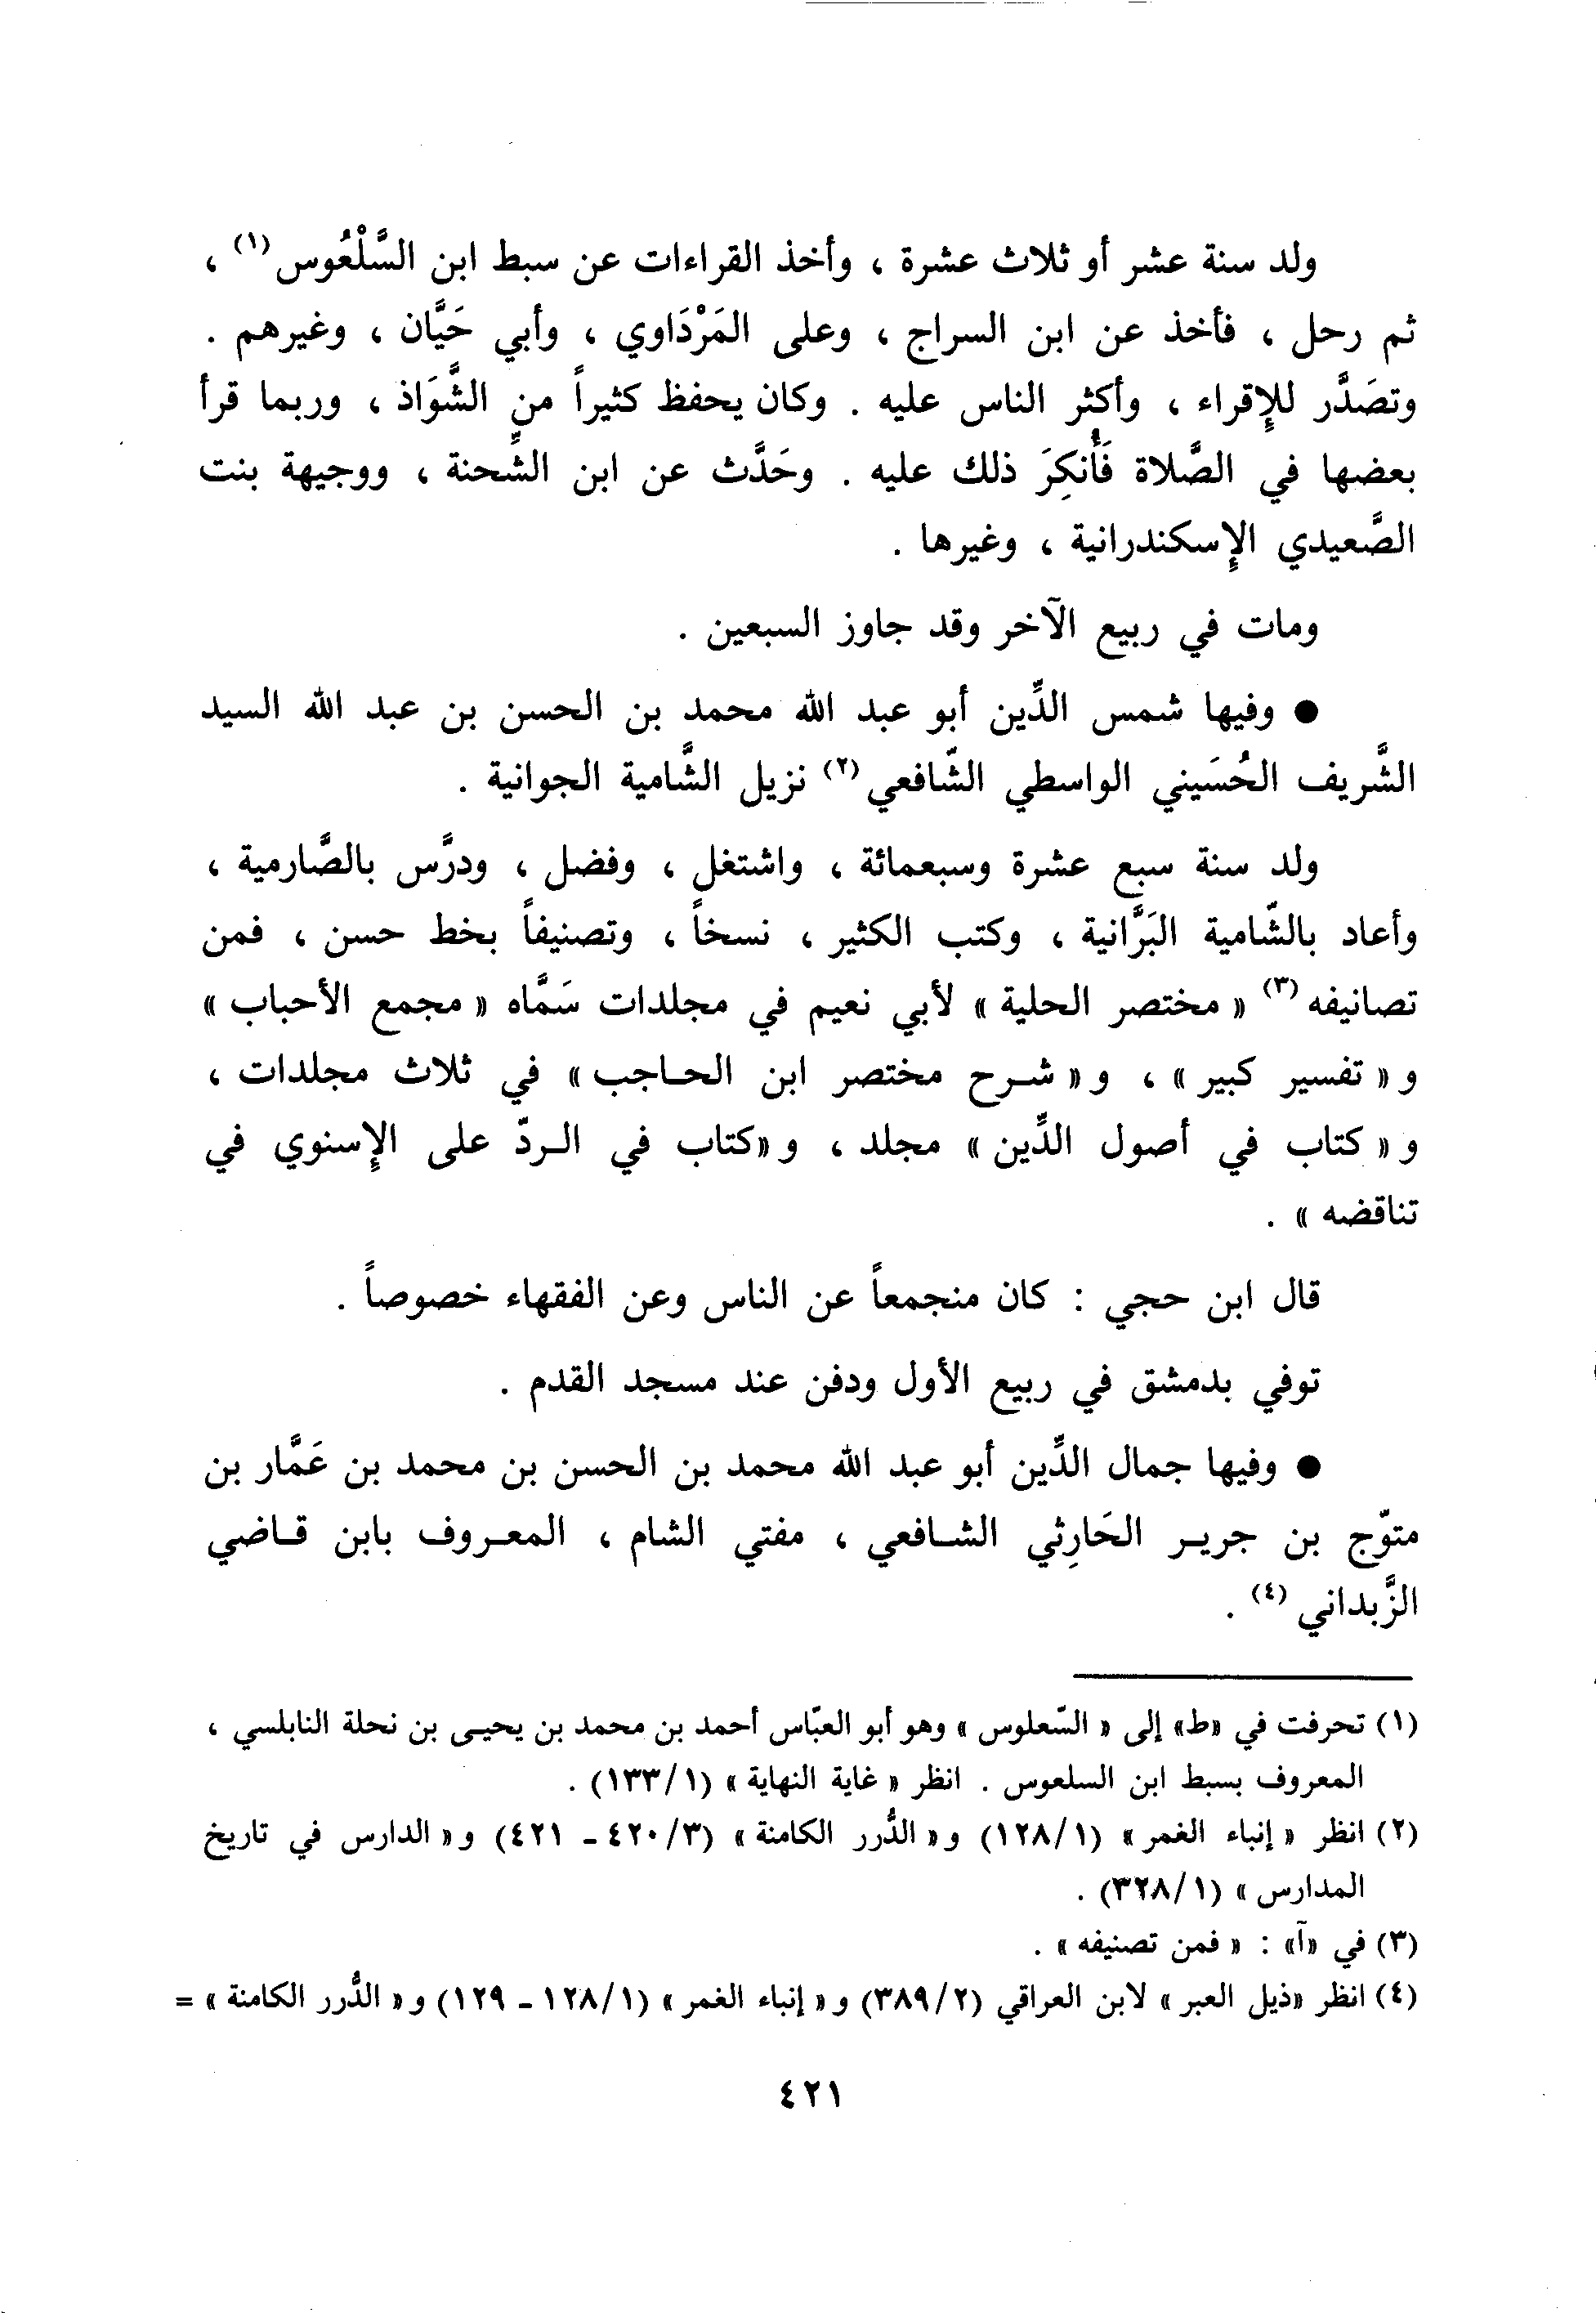 ولد سنة عشر أو ثلاث عشرة ، وأخذ القراءات عن سبط ابن السَّلْعُوس (١) ،
ثم رحل ، فأخذ عن ابن السراج ، وعلى المَرْدَاوي ، وأبي حَيَّان ، وغيرهم .
وتصَدَّر للإقراء ، وأكثر الناس عليه . وكان يحفظ كثيراً من الشَّوَاذ ، وربما قرأ
بعضها في الصَّلاة فَأُنكِرَ ذلك عليه . وحَدَّث عن ابن الشِّحنة ، ووجيهة بنت
الصَّعيدي الإسكندرانية ، وغيرها .
ومات في ربيع الآخر وقد جاوز السبعين .
● وفيها شمس الدِّين أبو عبد الله محمد بن الحسن بن عبد الله السيد
الشَّريف الحُسَيني الواسطي الشَّافعي (٢) نزيل الشَّامية الجوانية .
ولد سنة سبع عشرة وسبعمائة ، واشتغل ، وفضل ، ودرَّس بالصَّارمية ،
وأعاد بالشَّامية البَرَّانية ، وكتب الكثير ، نسخاً ، وتصنيفاً بخط حسن ، فمن
تصانيفه (٣) « مختصر الحلية » لأبي نعيم في مجلدات سَمَّاه « مجمع الأحباب »
و « تفسير كبير » ، و « شـرح مختصر ابن الحـاجب » في ثلاث مجلدات ،
و « كتاب في أصول الدِّين » مجلد ، و «كتاب في الـردّ على الإسنوي في
تناقضه » .
قال ابن حجي : كان منجمعاً عن الناس وعن الفقهاء خصوصاً .
توفي بدمشق في ربيع الأول ودفن عند مسجد القدم .
● وفيها جمال الدِّين أبو عبد الله محمد بن الحسن بن محمد بن عَمَّار بن
متوّج بن جريـر الحَارِثي الشـافعي ، مفتي الشام ، المعـروف بابن قـاضي
الزَّبداني (٤) .
(١) تحرفت في «ط» إلى « السّعلوس » وهو أبو العبّاس أحمد بن محمد بن يحيـى بن نحلة النابلسي ،
المعروف بسبط ابن السلعوس . انظر « غاية النهاية » (١/ ١٣٣) .
(٢) انظر « إنباء الغمر » (١/ ١٢٨) و « الدُّرر الكامنة » (٣/ ٤٢٠ - ٤٢١) و « الدارس في تاريخ
المدارس » (١/ ٣٢٨) .
(٣) في «آ» : « فمن تصنيفه » .
(٤) انظر «ذيل العبر » لابن العراقي (٢/ ٣٨٩) و « إنباء الغمر » (١/ ١٢٨ - ١٢٩) و « الدُّرر الكامنة » =
٤٢١